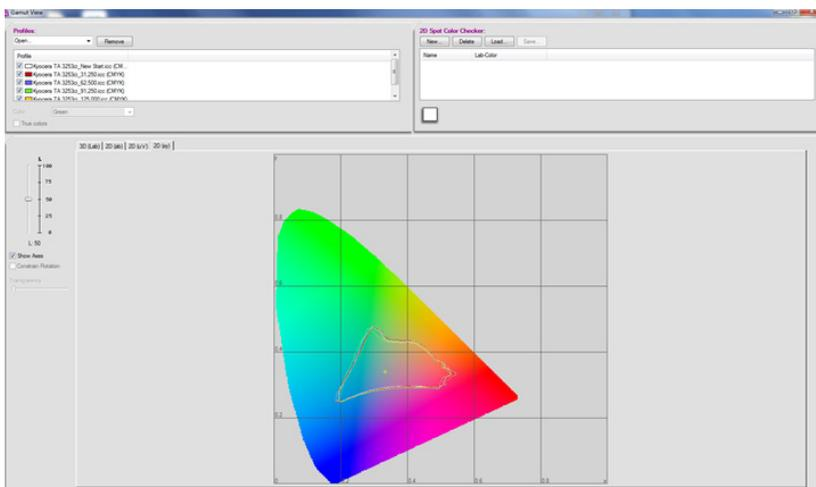 Gamut View
Profiles:
Open...
Remove
Profile
Kyocera TA 3253ci_New Start.icc (CM...
Kyocera TA 3253ci_31,250.icc (CMYK)
Kyocera TA 3253ci_62,500.icc (CMYK)
Kyocera TA 3253ci_91,250.icc (CMYK)
Kyocera TA 3253ci_125,000.icc (CMYK)
Color:
Green
True colors
2D Spot Color Checker:
New...
Delete
Load...
Save...
Name
Lab-Color
3D (Lab)
2D (ab)
2D (uV)
2D (xy)
L
100
75
50
25
0
L: 50
Show Axes
Constrain Rotation
Transparency
y
0.8
0.6
0.4
0.2
0
0.2
0.4
0.6
0.8
x